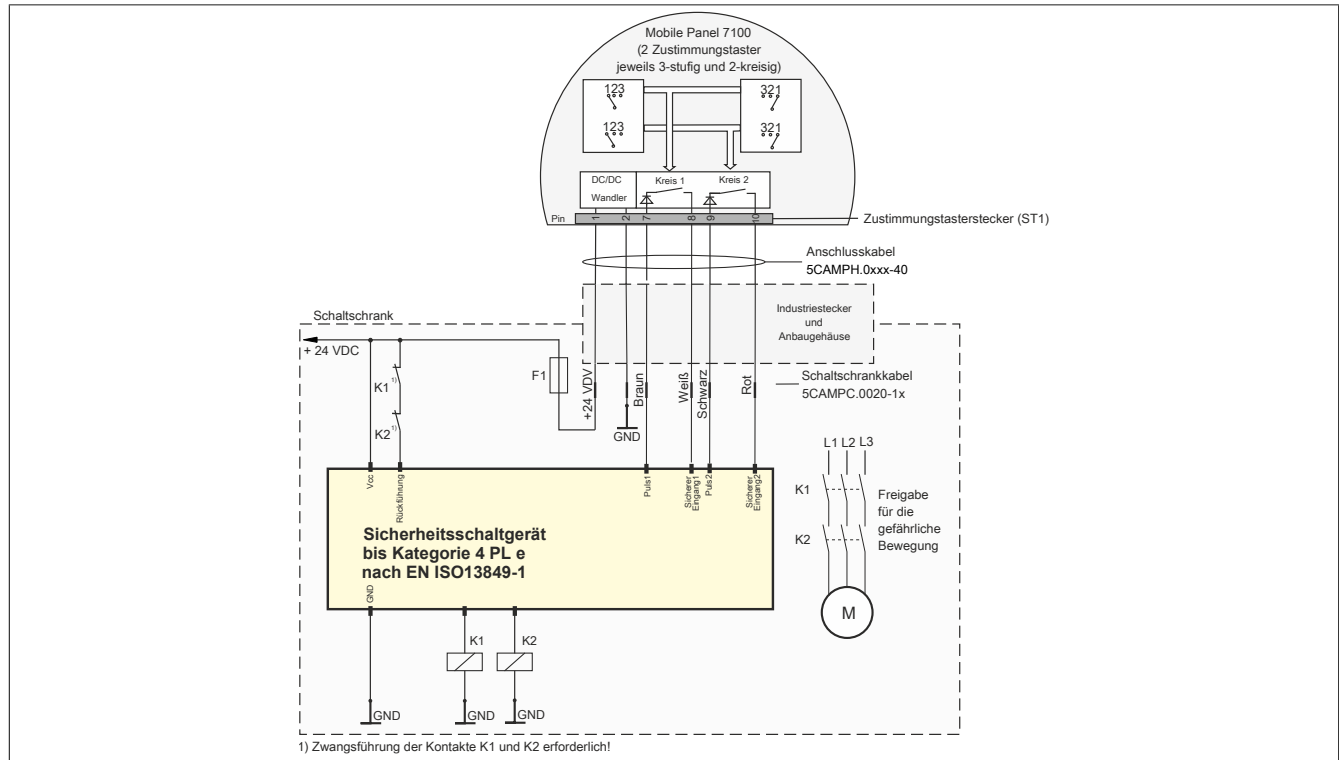 Mobile Panel 7100
(2 Zustimmungstaster
jeweils 3-stufig und 2-kreisig)
123
321
123
321
DC/DC
Wandler
Kreis 1
Kreis 2
Pin
1
2
7
8
9
10
Zustimmungstasterstecker (ST1)
Anschlusskabel
5CAMPH.0xxx-40
Industriestecker
und
Anbaugehäuse
Schaltschrank
+ 24 VDC
K1
1)
K2
1)
F1
+24 VDV
GND
Braun
Weiß
Schwarz
Rot
Schaltschrankkabel
5CAMPC.0020-1x
Vcc
Rückführung
Puls1
Sicherer
Eingang1
Puls2
Sicherer
Eingang2
Sicherheitsschaltgerät
bis Kategorie 4 PL e
nach EN ISO13849-1
GND
L1 L2 L3
K1
K2
Freigabe
für die
gefährliche
Bewegung
M
K1
K2
GND
GND
GND
1) Zwangsführung der Kontakte K1 und K2 erforderlich!